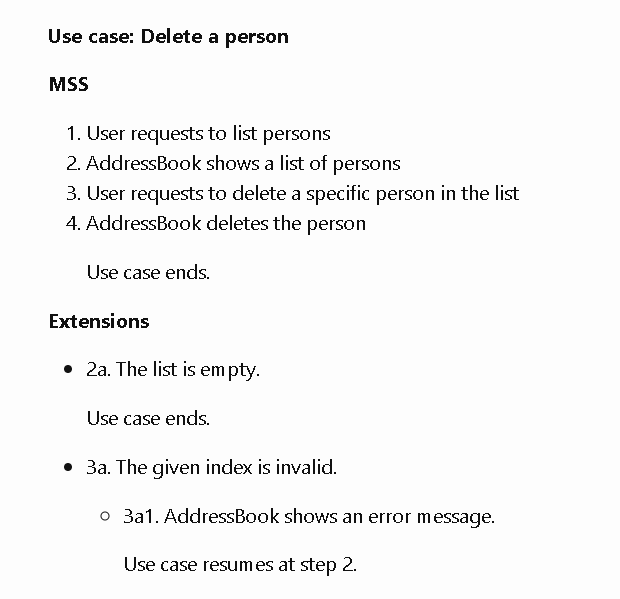 Use case: Delete a person
MSS
1. User requests to list persons
2. AddressBook shows a list of persons
3. User requests to delete a specific person in the list
4. AddressBook deletes the person
Use case ends.
Extensions
• 2a. The list is empty.
Use case ends.
• 3a. The given index is invalid.
○ 3a1. AddressBook shows an error message.
Use case resumes at step 2.